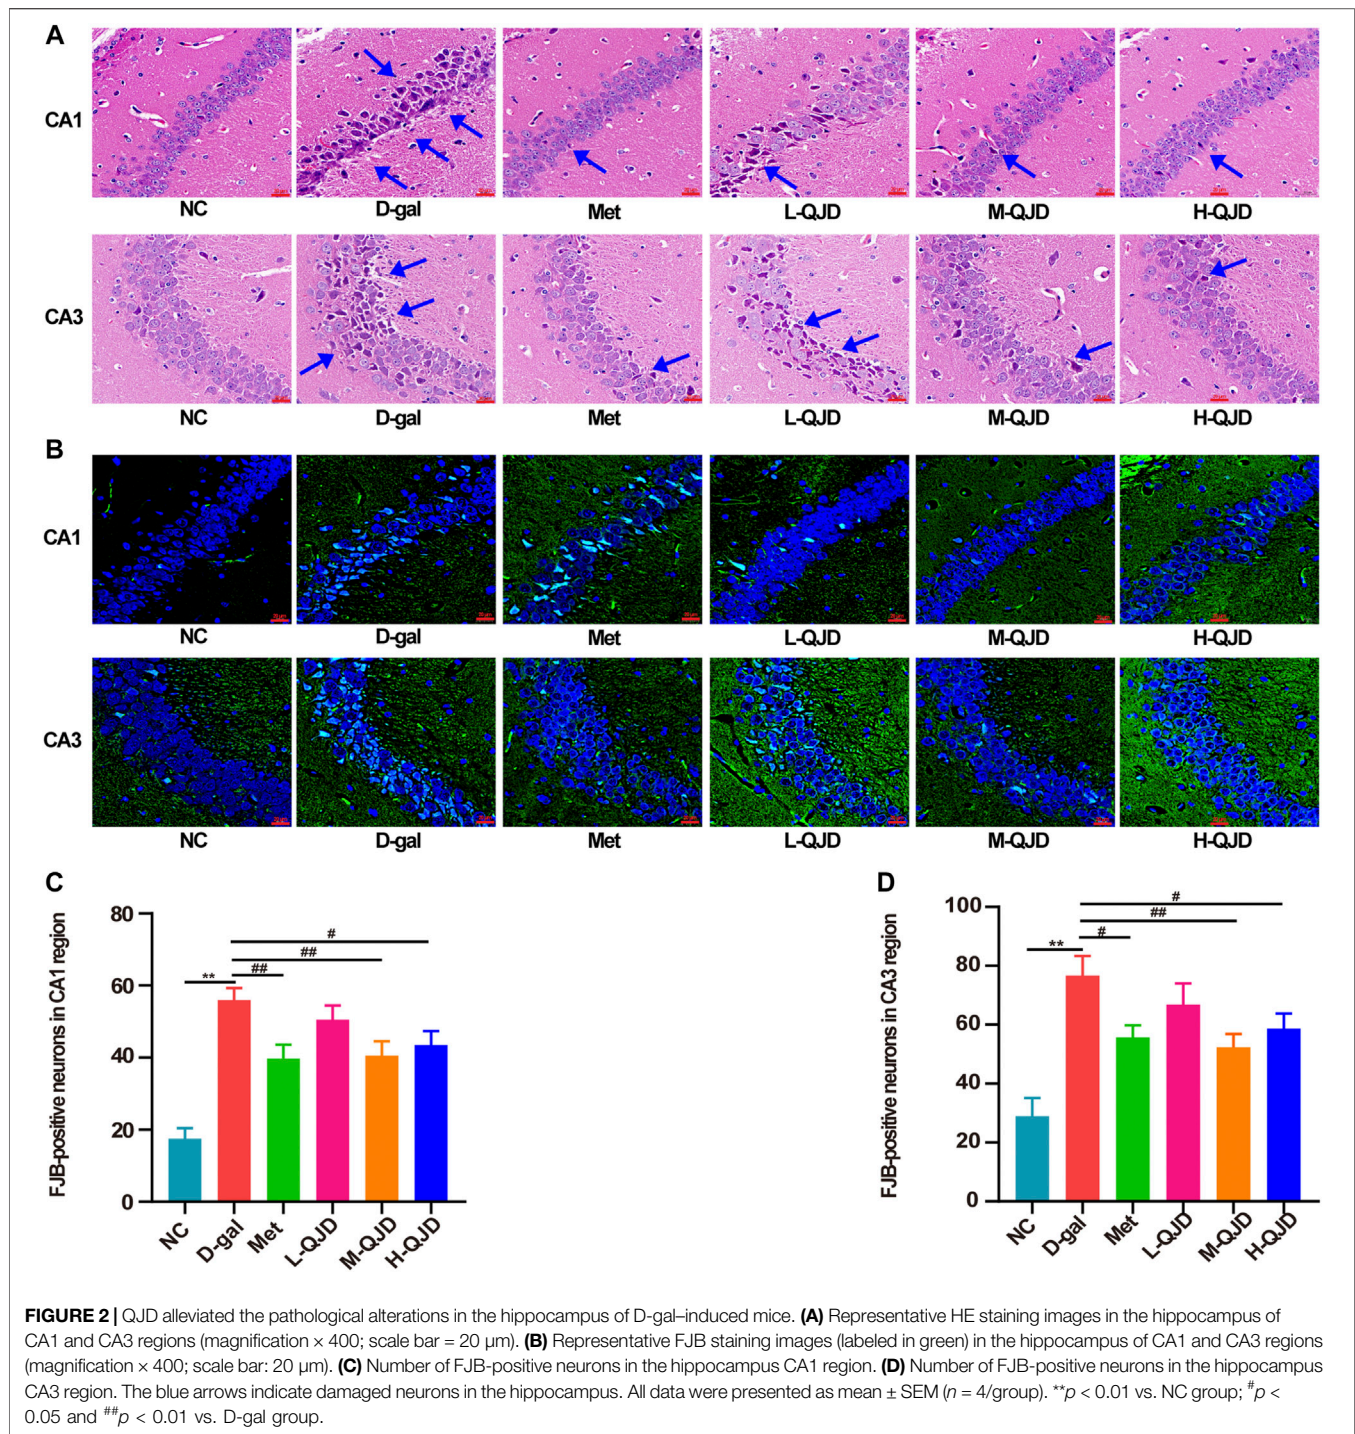 A
CA1
NC D-gal Met L-QJD M-QJD H-QJD
CA3
NC D-gal Met L-QJD M-QJD H-QJD
B
CA1
NC D-gal Met L-QJD M-QJD H-QJD
CA3
NC D-gal Met L-QJD M-QJD H-QJD
C
FJB-positive neurons in CA1 region
80
60
40
20
0
** ## ## #
NC D-gal Met L-QJD M-QJD H-QJD
D
FJB-positive neurons in CA3 region
100
80
60
40
20
0
** # ## #
NC D-gal Met L-QJD M-QJD H-QJD
FIGURE 2 | QJD alleviated the pathological alterations in the hippocampus of D-gal–induced mice. (A) Representative HE staining images in the hippocampus of
CA1 and CA3 regions (magnification × 400; scale bar = 20 μm). (B) Representative FJB staining images (labeled in green) in the hippocampus of CA1 and CA3 regions
(magnification × 400; scale bar: 20 μm). (C) Number of FJB-positive neurons in the hippocampus CA1 region. (D) Number of FJB-positive neurons in the hippocampus
CA3 region. The blue arrows indicate damaged neurons in the hippocampus. All data were presented as mean ± SEM (n = 4/group). **p < 0.01 vs. NC group; #p <
0.05 and ##p < 0.01 vs. D-gal group.